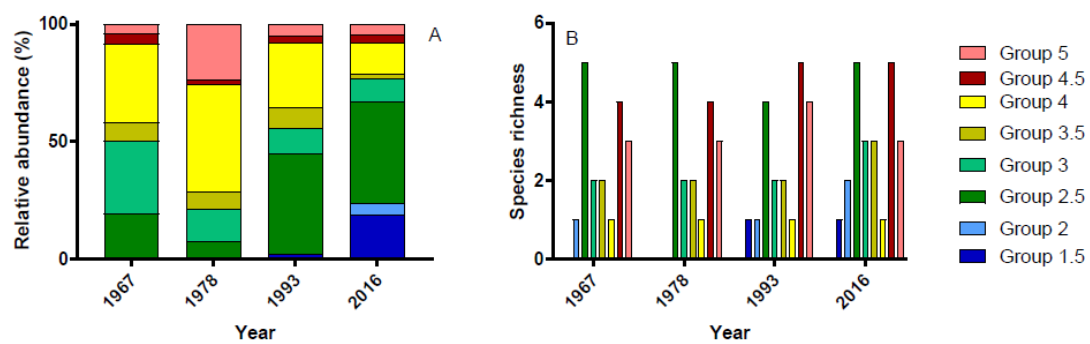 A
Relative abundance (%)
100
50
0
1967
1978
1993
2016
Year
B
Species richness
6
4
2
0
1967
1978
1993
2016
Year
Group 5
Group 4.5
Group 4
Group 3.5
Group 3
Group 2.5
Group 2
Group 1.5